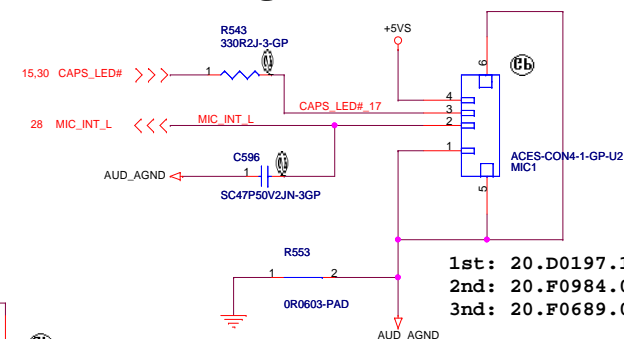 R543
330R2J-3-GP
+5VS
6
15,30 CAPS_LED#
1
4
CAPS_LED#_17
3
28 MIC_INT_L
MIC_INT_L
2
1
C596
ACES-CON4-1-GP-U2
MIC1
AUD_AGND
1
SC47P50V2JN-3GP
5
R553
1st: 20.D0197.1
1 2
2nd: 20.F0984.0
0R0603-PAD
3nd: 20.F0689.0
AUD_AGND